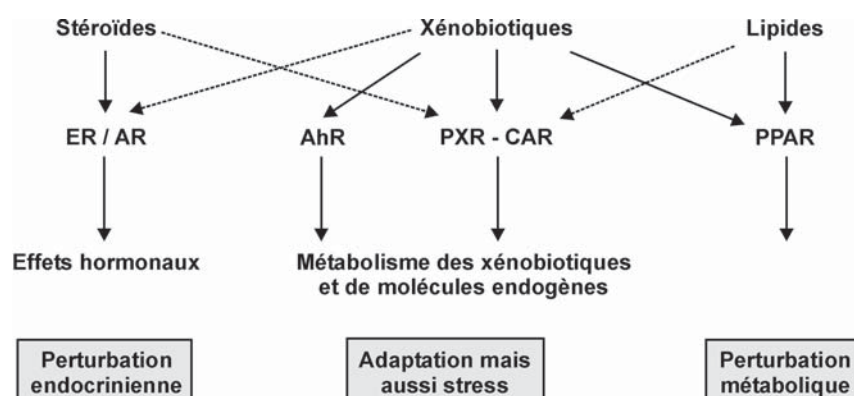 Stéroïdes Xénobiotiques Lipides
ER / AR AhR PXR - CAR PPAR
Effets hormonaux Métabolisme des xénobiotiques
et de molécules endogènes
Perturbation Adaptation mais Perturbation
endocrinienne aussi stress métabolique